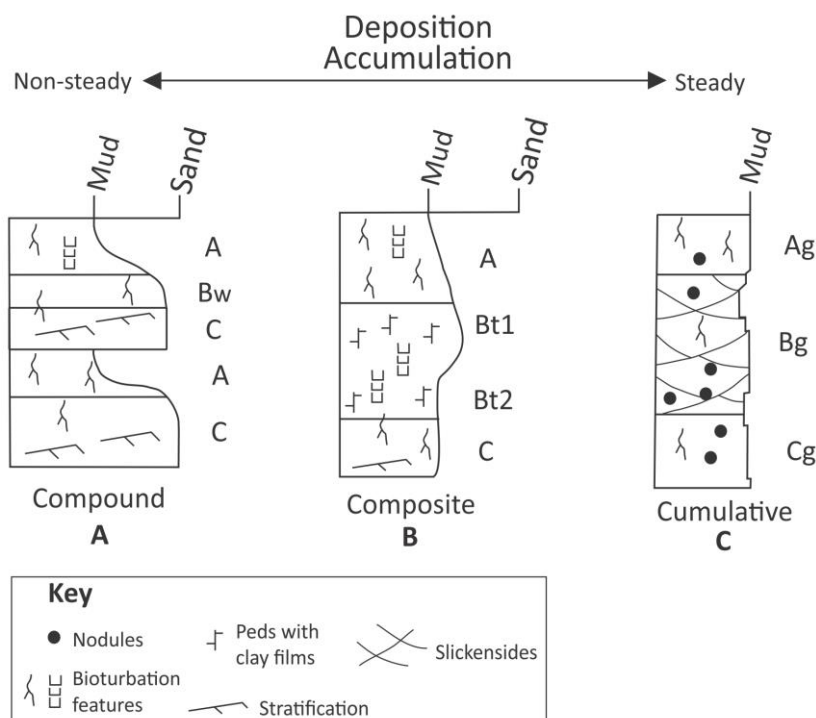 Deposition
Accumulation
Non-steady
Steady
Mud
Sand
A
Bw
C
A
C
Compound
A
Mud
Sand
A
Bt1
Bt2
C
Composite
B
Mud
Ag
Bg
Cg
Cumulative
C
Key
Nodules
Peds with
clay films
Slickensides
Bioturbation
features
Stratification